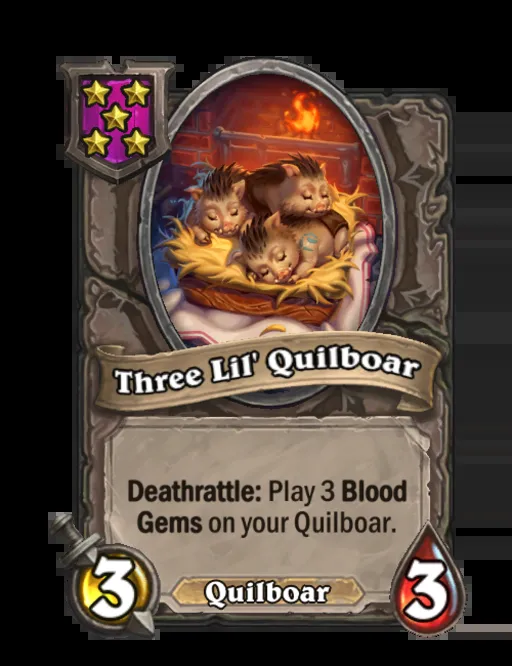 Three Lil' Quilboar
Deathrattle: Play 3 Blood
Gems on your Quilboar.
3
Quilboar
3